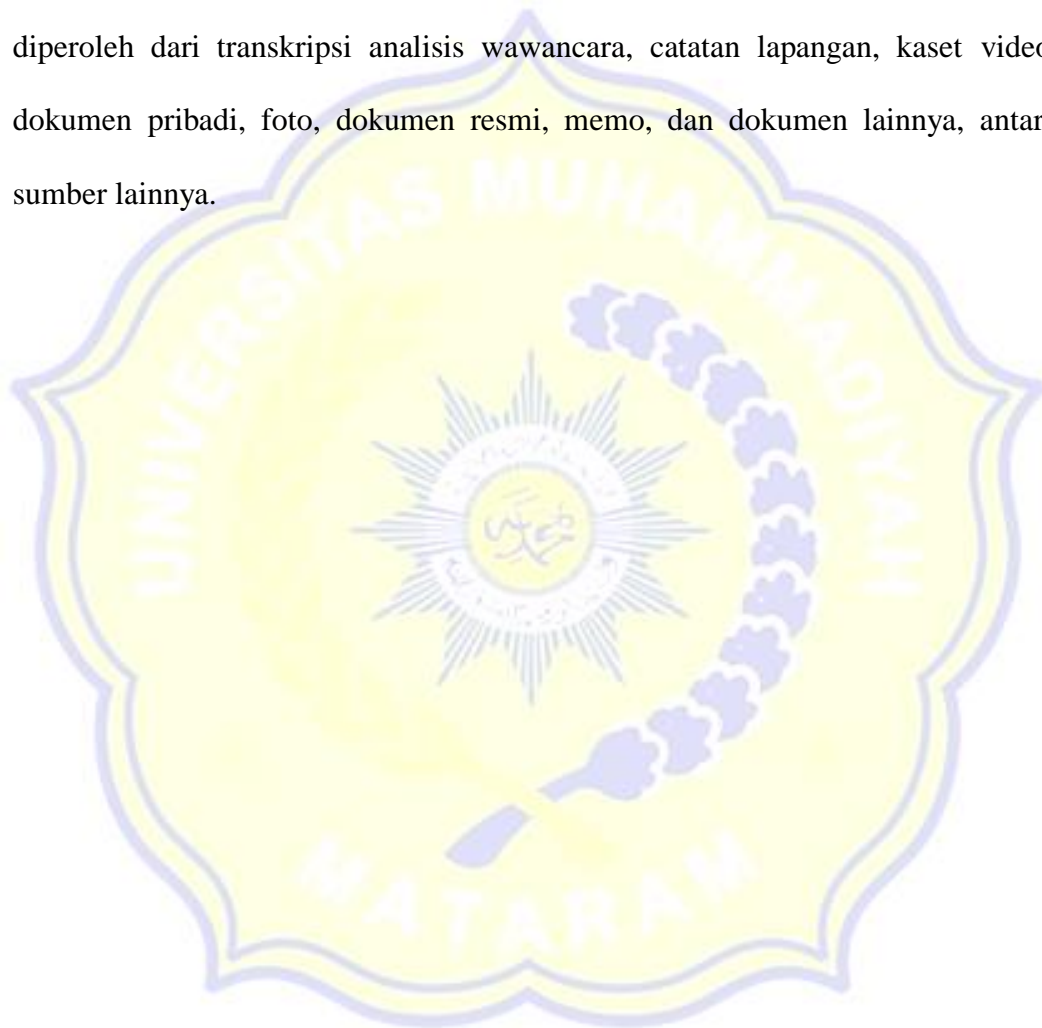 diperoleh dari transkripsi analisis wawancara, catatan lapangan, kaset video
dokumen pribadi, foto, dokumen resmi, memo, dan dokumen lainnya, antar
sumber lainnya.
UNIVERSITAS MUHAMMADIYAH
MATARAM